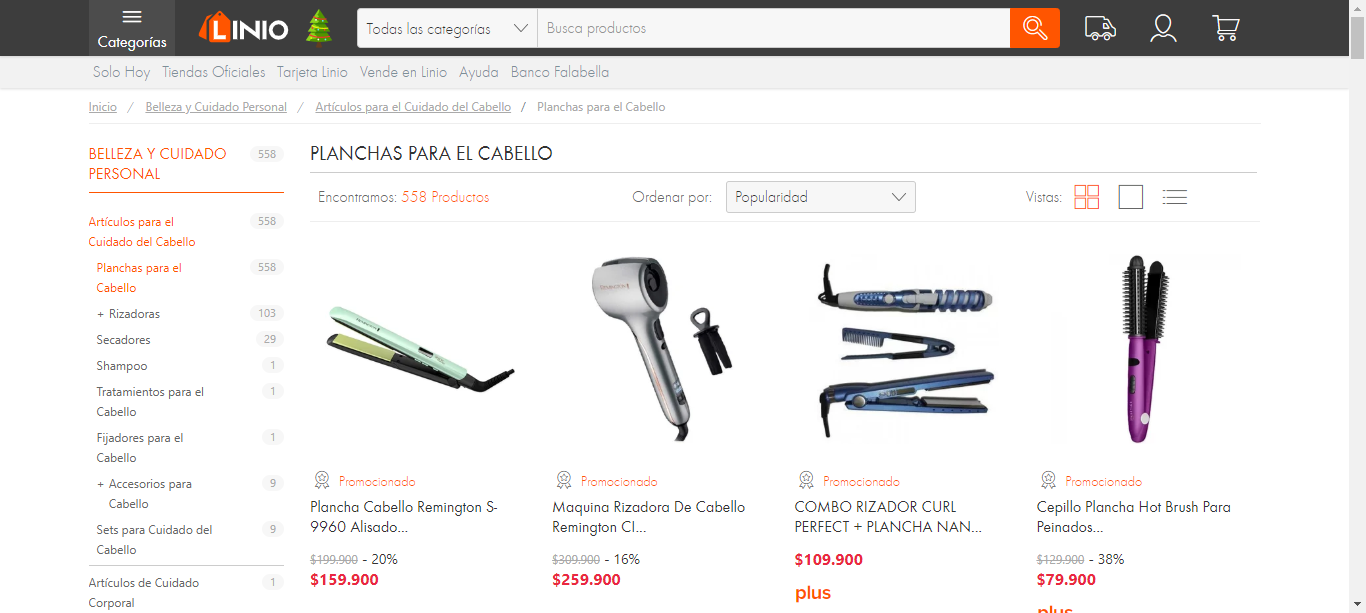 Categorías
LINIO
Todas las categorías
Busca productos
Solo Hoy
Tiendas Oficiales
Tarjeta Linio
Vende en Linio
Ayuda
Banco Falabella
Inicio / Belleza y Cuidado Personal / Artículos para el Cuidado del Cabello / Planchas para el Cabello
BELLEZA Y CUIDADO 558
PERSONAL
Artículos para el 558
Cuidado del Cabello
Planchas para el 558
Cabello
+ Rizadoras 103
Secadores 29
Shampoo 1
Tratamientos para el 1
Cabello
Fijadores para el 1
Cabello
+ Accesorios para 9
Cabello
Sets para Cuidado del 9
Cabello
Artículos de Cuidado 1
Corporal
PLANCHAS PARA EL CABELLO
Encontramos: 558 Productos
Ordenar por: Popularidad
Vistas:
Promocionado
Plancha Cabello Remington S-
9960 Alisado...
$199.900 - 20%
$159.900
Promocionado
Maquina Rizadora De Cabello
Remington CI...
$309.900 - 16%
$259.900
Promocionado
COMBO RIZADOR CURL
PERFECT + PLANCHA NAN...
$109.900
plus
Promocionado
Cepillo Plancha Hot Brush Para
Peinados...
$129.900 - 38%
$79.900
plus